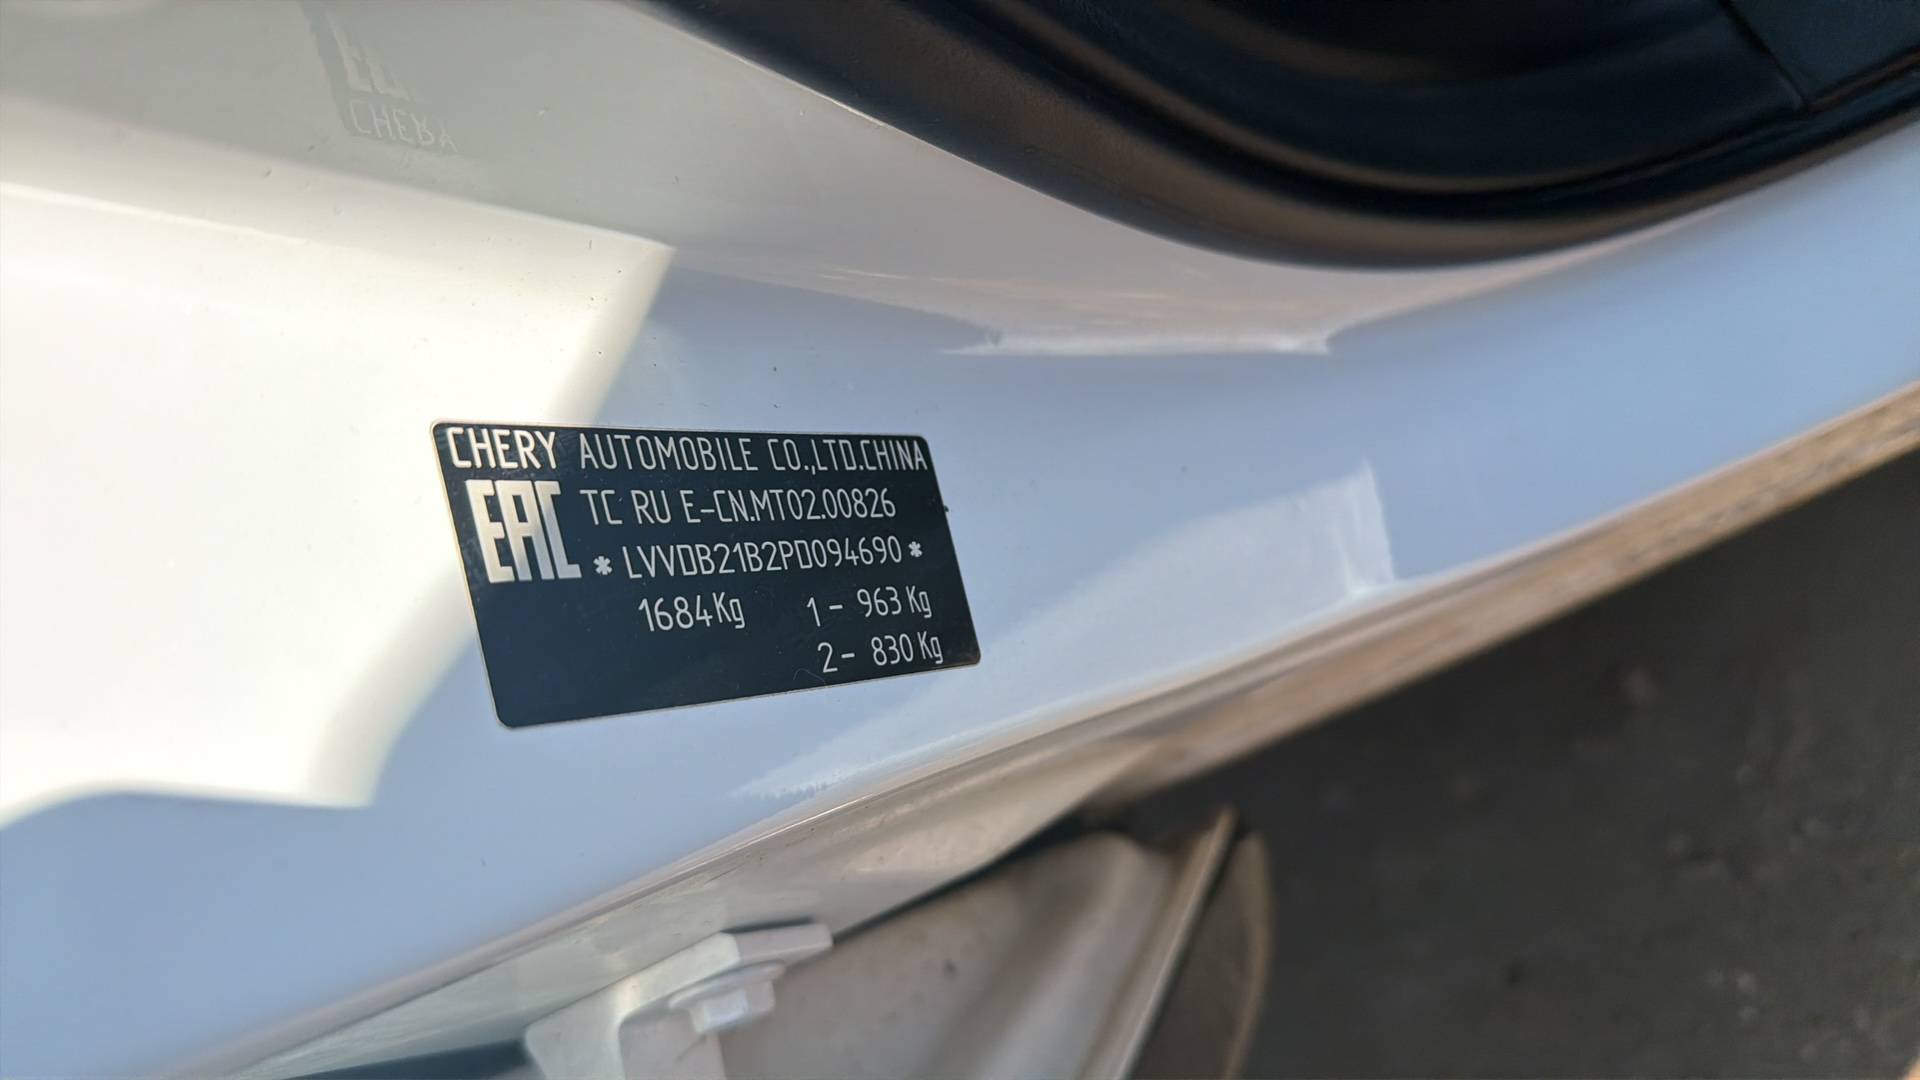 CHERY AUTOMOBILE CO.,LTD.CHINA
EAC TC RU E-CN.MT02.00826
* LVVDB21B2PD094690 *
1684Kg 1- 963Kg
2- 830Kg